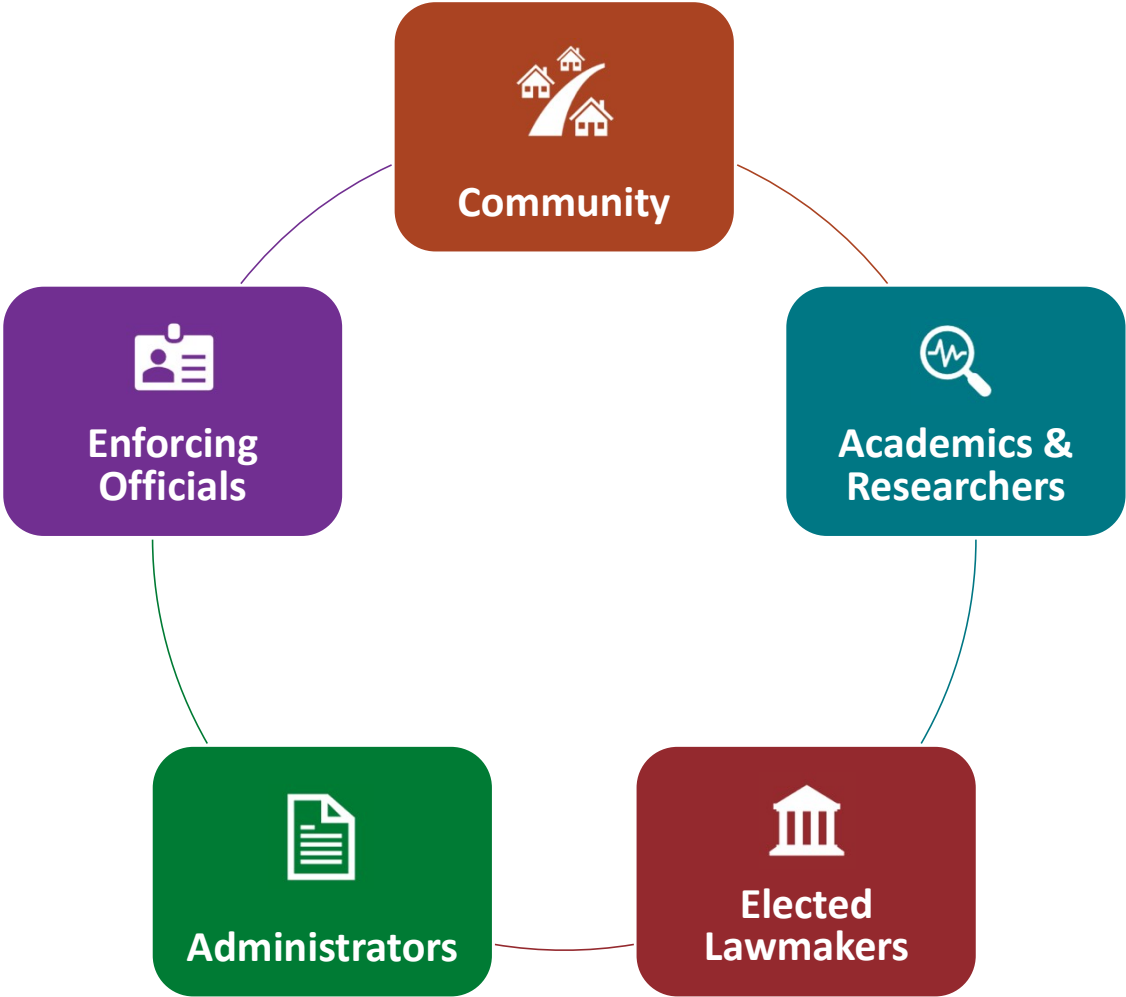 Community
Enforcing
Officials
Academics &
Researchers
Administrators
Elected
Lawmakers